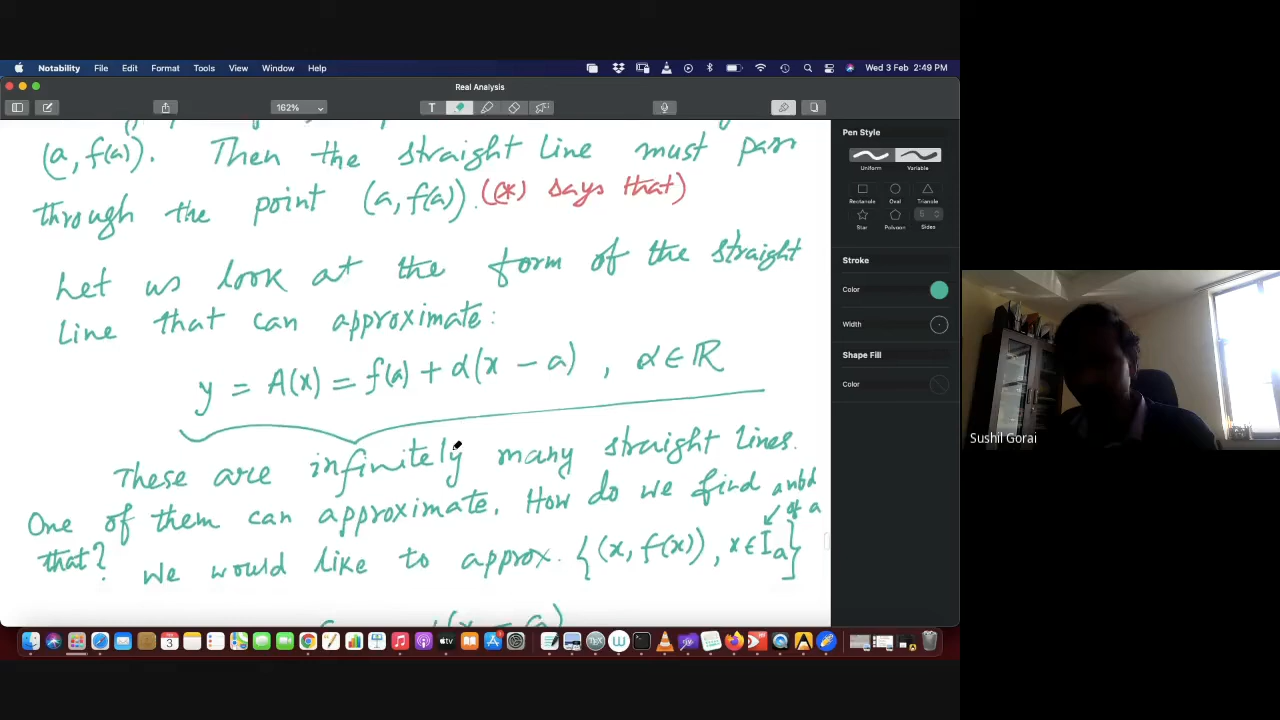 Notability File Edit Format Tools View Window Help Wed 3 Feb 2:49 PM
Real Analysis
162%
T
(a, f(a)). Then the straight line must pass
through the point (a, f(a)). ((*) says that)
Let us look at the form of the straight
line that can approximate:
y = A(x) = f(a) + α(x - a) , α ∈ ℝ
These are infinitely many straight lines.
One of them can approximate. How do we find
that? We would like to approx. {(x, f(x)), x ∈ I_a}
a nbd
of a
(x - a)
Pen Style
Uniform Variable
Rectangle Oval Triangle
Star Polygon Sides
Stroke
Color
Width
Shape Fill
Color
Sushil Gorai